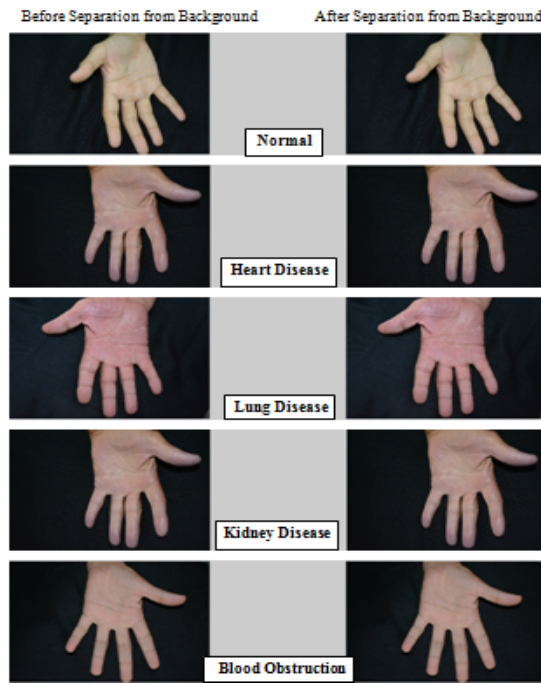 Before Separation from Background
After Separation from Background
Normal
Heart Disease
Lung Disease
Kidney Disease
Blood Obstruction